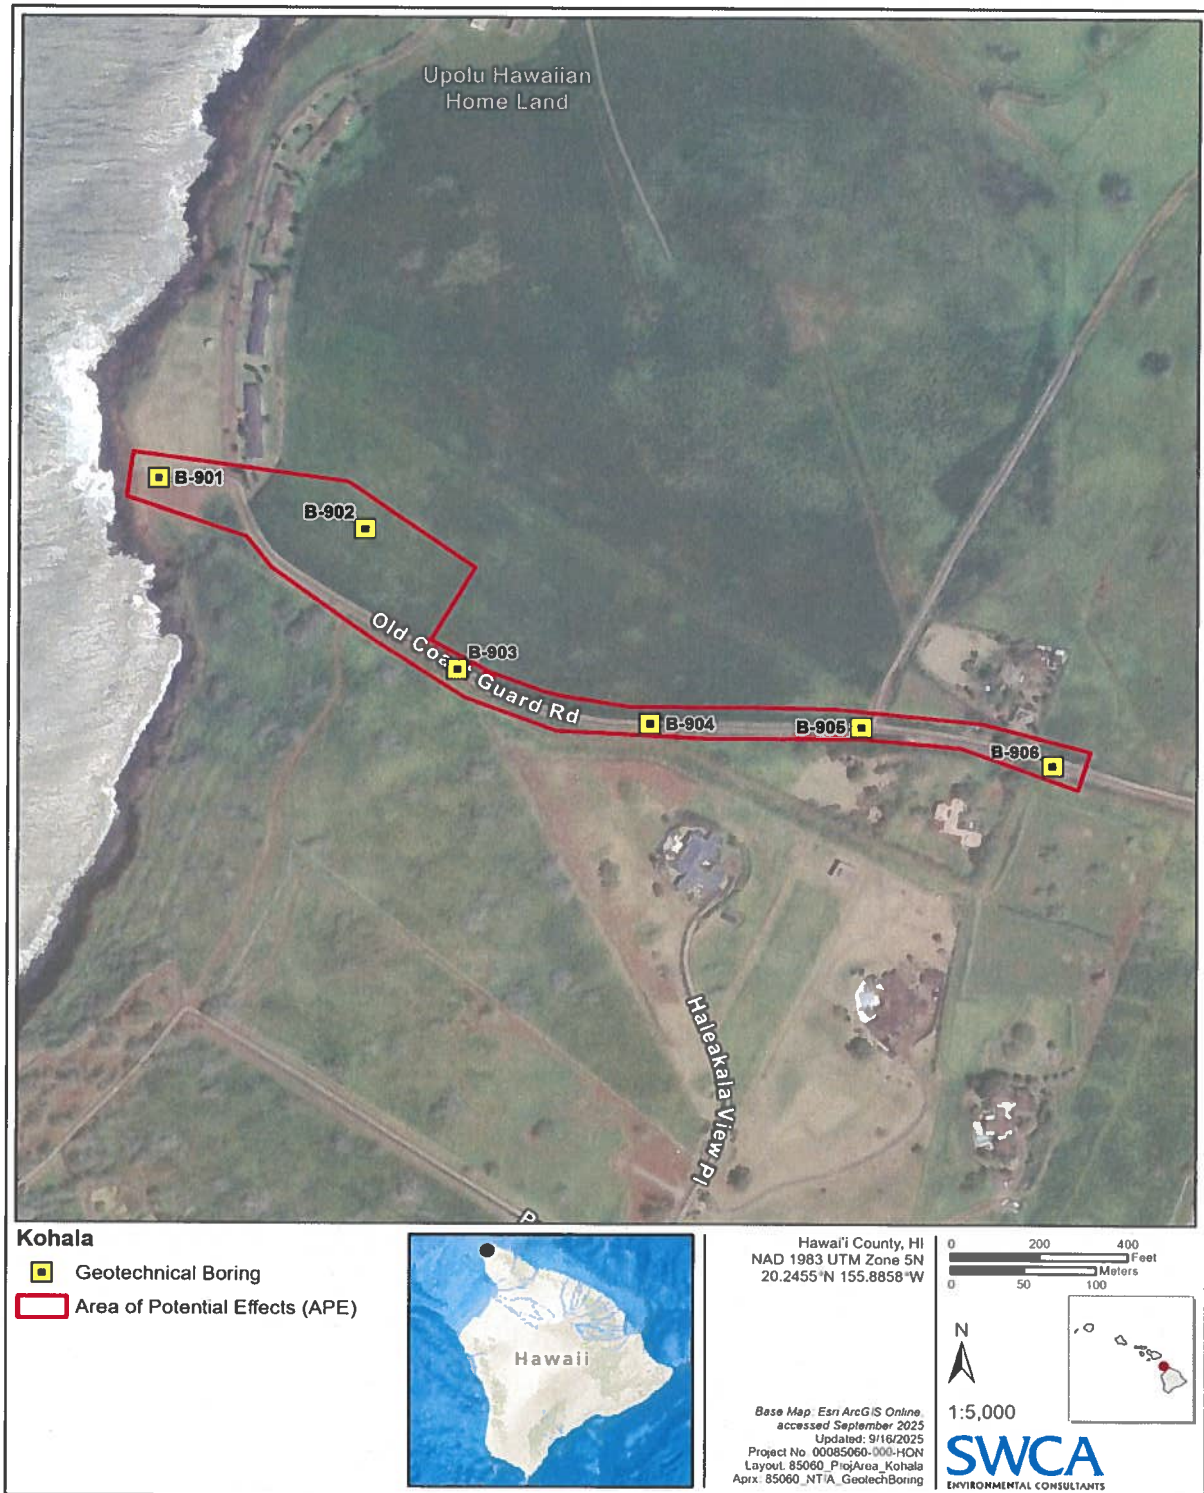 Upolu Hawaiian
Home Land
B-901
B-902
B-903
Old Coast Guard Rd
B-904
B-905
B-906
Haleakala View Pl
P
Kohala
Geotechnical Boring
Area of Potential Effects (APE)
Hawaii
Hawai'i County, HI
NAD 1983 UTM Zone 5N
20.2455°N 155.8858°W
Base Map: Esri ArcGIS Online,
accessed September 2025
Updated: 9/16/2025
Project No. 00085060-000-HON
Layout: 85060_ProjArea_Kohala
Aprx: 85060_NTIA_GeotechBoring
0 200 400
Feet
Meters
0 50 100
N
1:5,000
SWCA
ENVIRONMENTAL CONSULTANTS